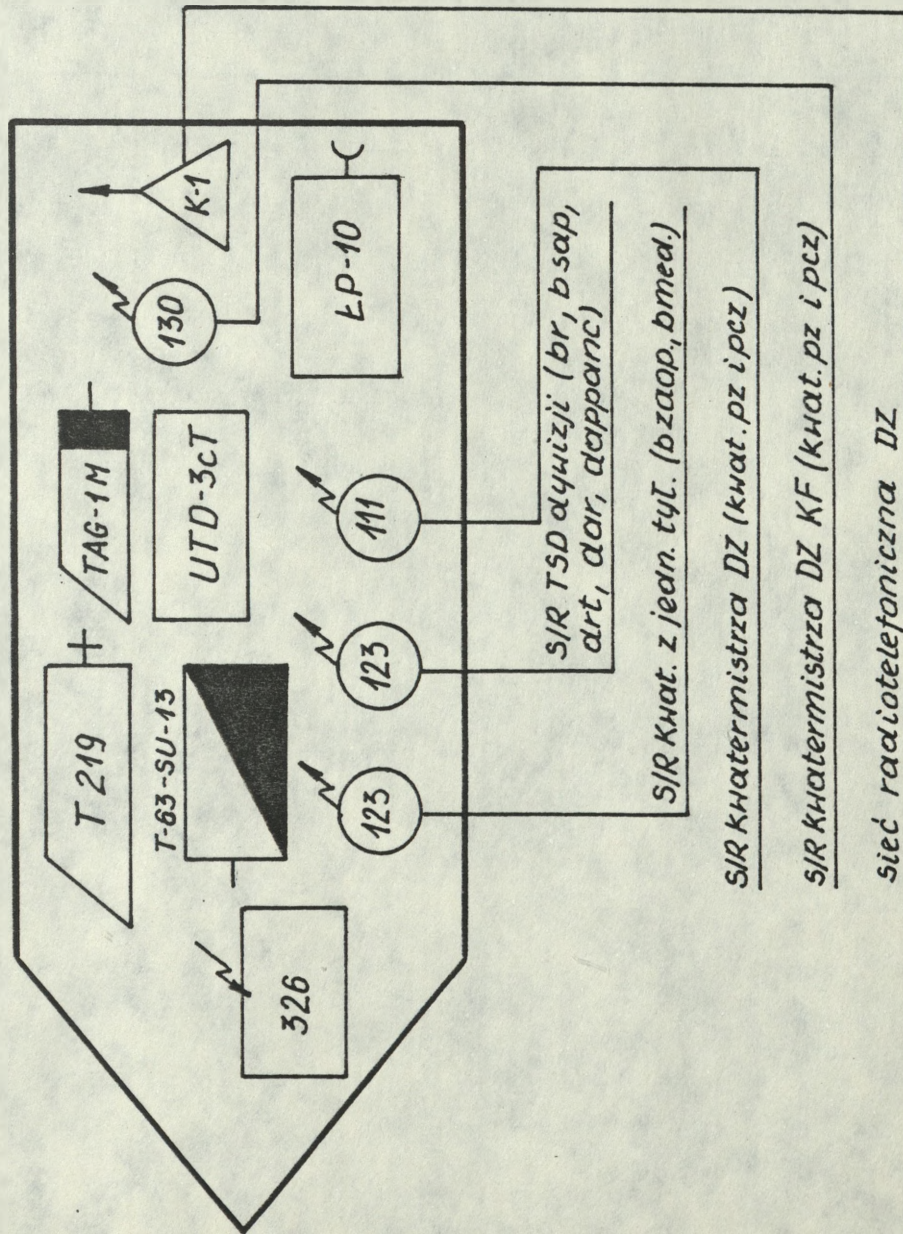 T 219
TAG-1M
130
K-1
T-63-SU-13
UTD-3cT
326
123
123
111
ŁP-10
S/R TSD dywizji (br, bsap,
art, dar, dappanc)
S/R Kwat. z jedn. tył. (bzaop., bmed.)
S/R Kwatermistrza DZ (kwat. pz i pcz)
S/R Kwatermistrza DZ KF (kwat. pz i pcz)
sieć radiotelefoniczna DZ